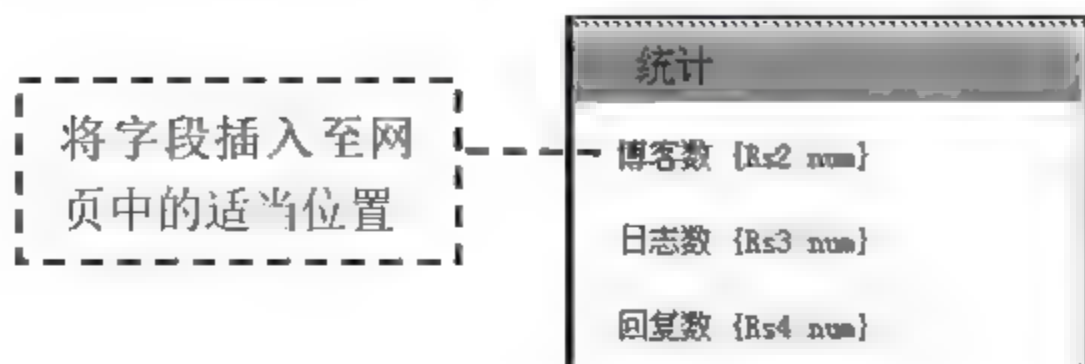 将字段插入至网
页中的适当位置
统计
博客数 {Rs2 num}
日志数 {Rs3 num}
回复数 {Rs4 num}